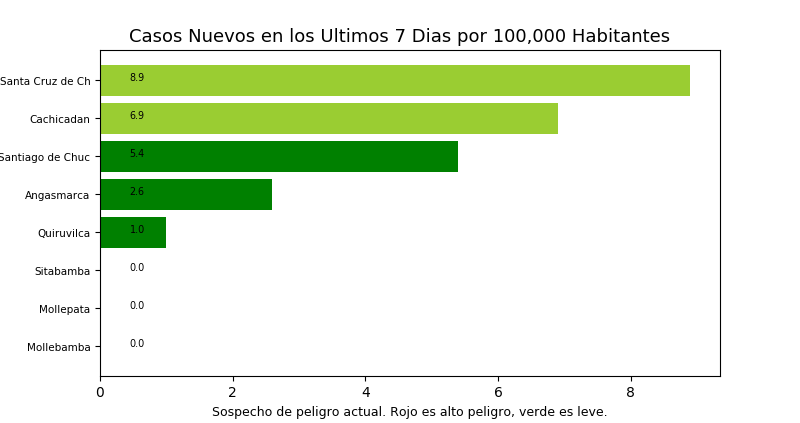 Casos Nuevos en los Ultimos 7 Dias por 100,000 Habitantes
Santa Cruz de Ch 8.9
Cachicadan 6.9
Santiago de Chuc 5.4
Angasmarca 2.6
Quiruvilca 1.0
Sitabamba 0.0
Mollepata 0.0
Mollebamba 0.0
0 2 4 6 8
Sospecho de peligro actual. Rojo es alto peligro, verde es leve.